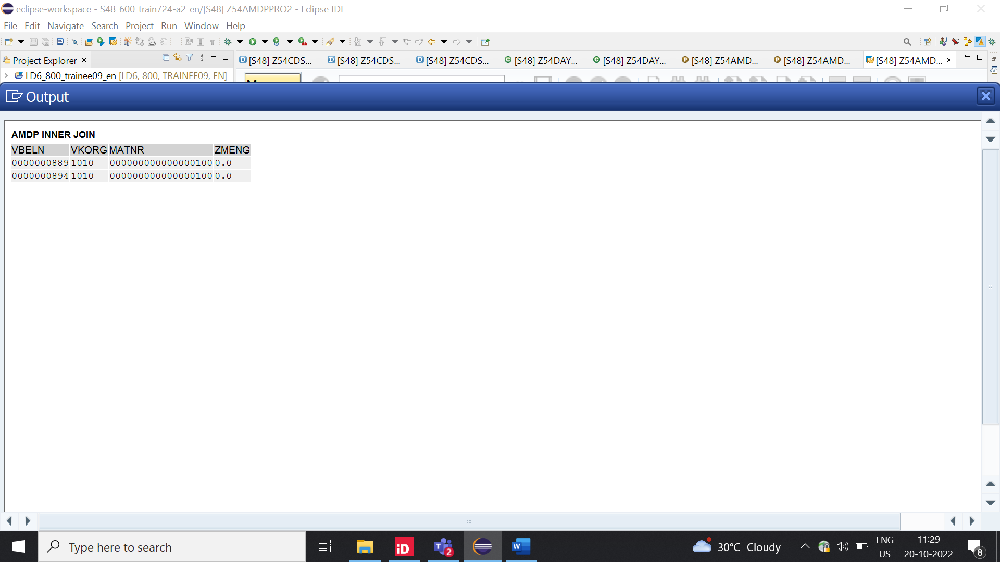 eclipse-workspace - S48_600_train724-a2_en/[S48] Z54AMDPPRO2 - Eclipse IDE
File Edit Navigate Search Project Run Window Help
Project Explorer
[S48] Z54CDS... [S48] Z54CDS... [S48] Z54CDS... [S48] Z54DAY... [S48] Z54DAY... [S48] Z54AMD... [S48] Z54AMD... [S48] Z54AMD...
LD6_800_trainee09_en [LD6, 800, TRAINEE09, EN]
Output
AMDP INNER JOIN
VBELN VKORG MATNR ZMENG
0000000889 1010 000000000000000100 0.0
0000000894 1010 000000000000000100 0.0
Type here to search
30°C Cloudy
ENG
US
11:29
20-10-2022
8